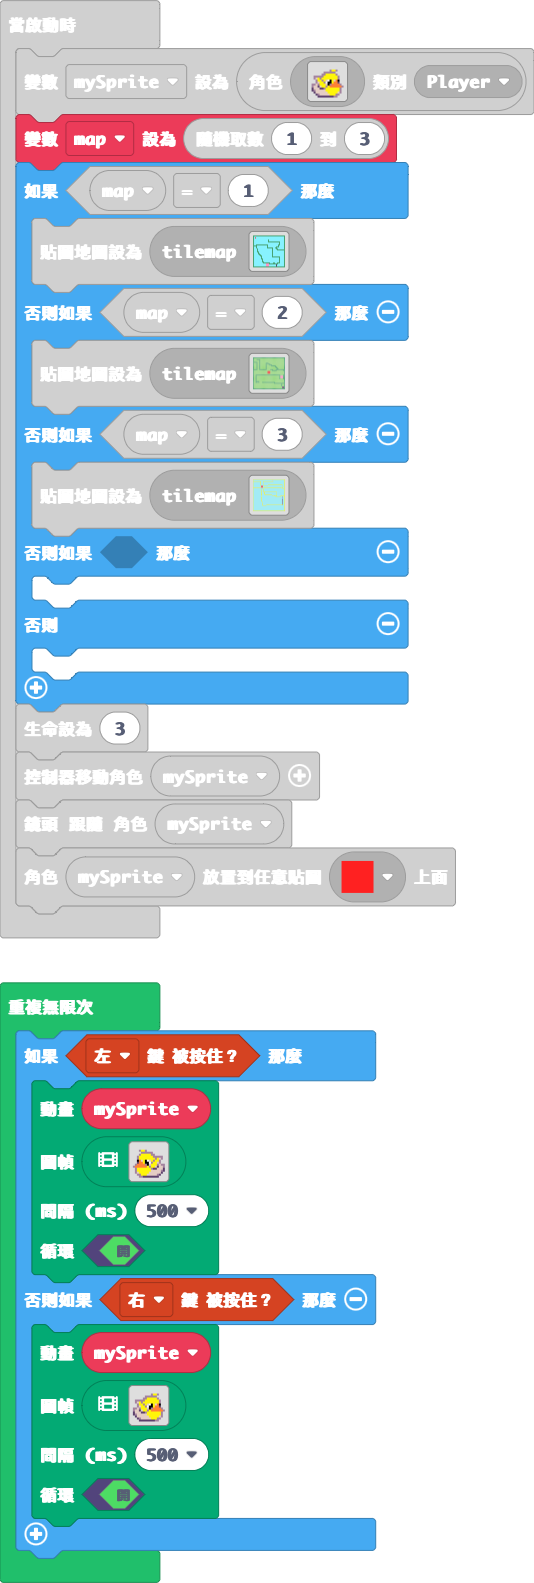 當啟動時
變數 mySprite 設為 角色 類別 Player
變數 map 設為 隨機取數 1 到 3
如果 map = 1 那麼
貼圖地圖設為 tilemap
否則如果 map = 2 那麼
貼圖地圖設為 tilemap
否則如果 map = 3 那麼
貼圖地圖設為 tilemap
否則如果 那麼
否則
生命設為 3
控制器移動角色 mySprite
鏡頭 跟隨 角色 mySprite
角色 mySprite 放置到任意貼圖 上面
重複無限次
如果 左 鍵 被按住？ 那麼
動畫 mySprite
圖幀
間隔 (ms) 500
循環 開
否則如果 右 鍵 被按住？ 那麼
動畫 mySprite
圖幀
間隔 (ms) 500
循環 開